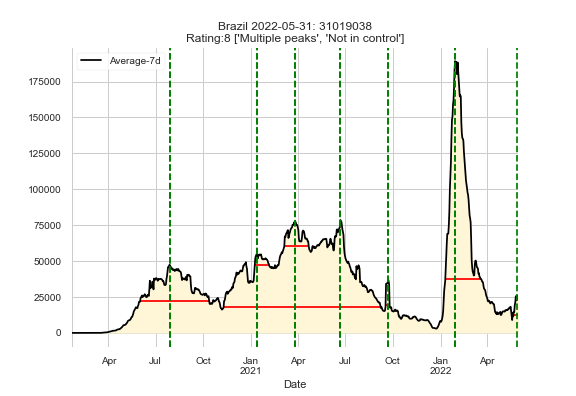 Brazil 2022-05-31: 31019038
Rating:8 ['Multiple peaks', 'Not in control']
Average-7d
175000
150000
125000
100000
75000
50000
25000
0
Apr Jul Oct Jan Apr Jul Oct Jan Apr
2021 2022
Date